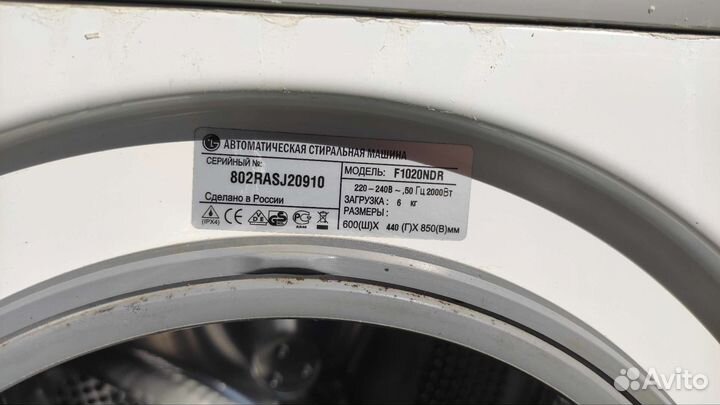 LG АВТОМАТИЧЕСКАЯ СТИРАЛЬНАЯ МАШИНА
СЕРИЙНЫЙ №:
802RASJ20910
Сделано в России
МОДЕЛЬ: F1020NDR
220-240В~,50 Гц 2000Вт
ЗАГРУЗКА: 6 кг
РАЗМЕРЫ:
600(Ш)X 440 (Г)X 850(В)мм
(IPX4)
Avito